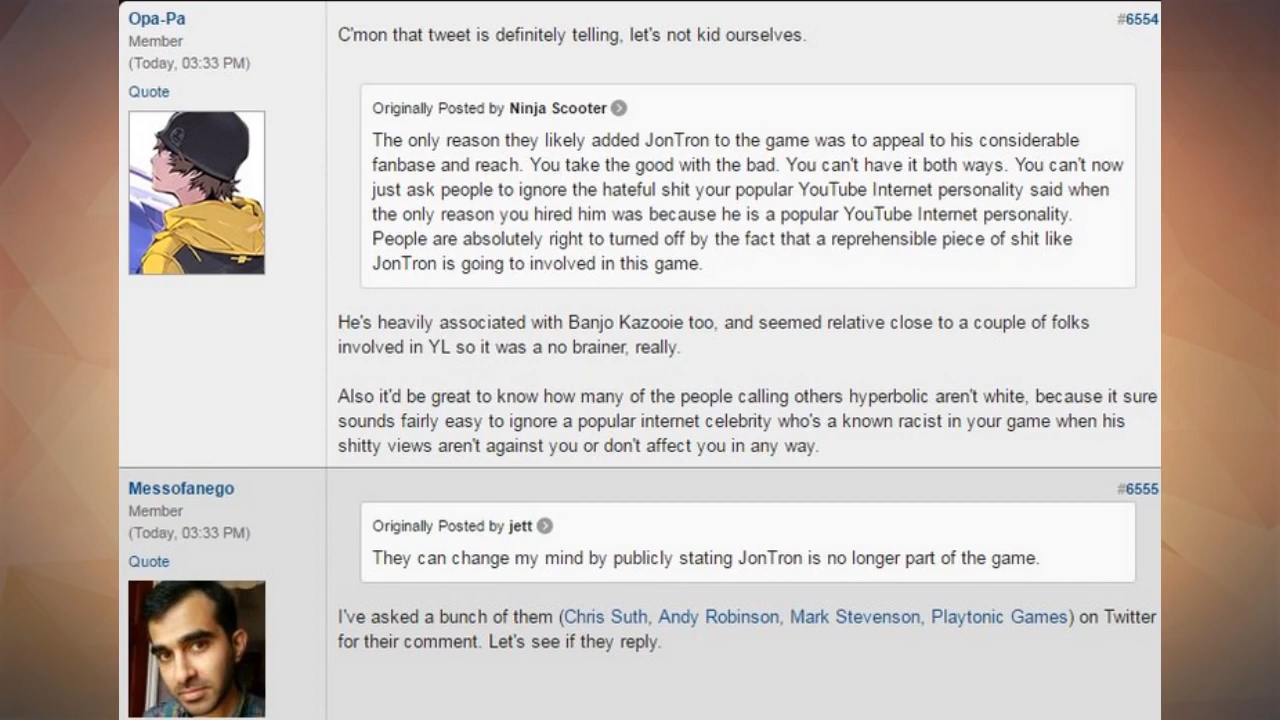 Opa-Pa
Member
(Today, 03:33 PM)
Quote
#6554
C'mon that tweet is definitely telling, let's not kid ourselves.
Originally Posted by Ninja Scooter
The only reason they likely added JonTron to the game was to appeal to his considerable
fanbase and reach. You take the good with the bad. You can't have it both ways. You can't now
just ask people to ignore the hateful shit your popular YouTube Internet personality said when
the only reason you hired him was because he is a popular YouTube Internet personality.
People are absolutely right to turned off by the fact that a reprehensible piece of shit like
JonTron is going to involved in this game.
He's heavily associated with Banjo Kazooie too, and seemed relative close to a couple of folks
involved in YL so it was a no brainer, really.
Also it'd be great to know how many of the people calling others hyperbolic aren't white, because it sure
sounds fairly easy to ignore a popular internet celebrity who's a known racist in your game when his
shitty views aren't against you or don't affect you in any way.
Messofanego
Member
(Today, 03:33 PM)
Quote
#6555
Originally Posted by jett
They can change my mind by publicly stating JonTron is no longer part of the game.
I've asked a bunch of them (Chris Suth, Andy Robinson, Mark Stevenson, Playtonic Games) on Twitter
for their comment. Let's see if they reply.